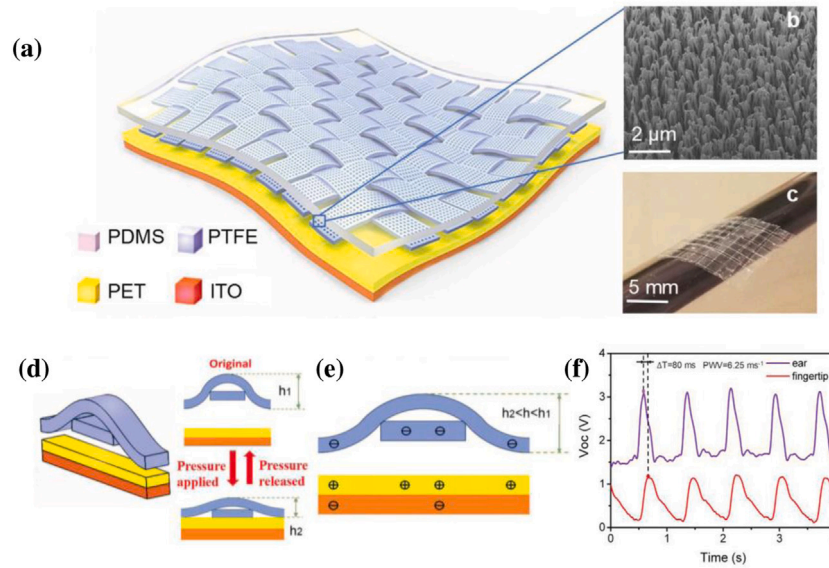 (a)
b
2 µm
c
5 mm
PDMS PTFE
PET ITO
(d)
Original
h1
Pressure applied
Pressure released
h2
(e)
h2<h<h1
⊖ ⊖ ⊖ ⊖
⊕ ⊕ ⊕ ⊕
⊖ ⊖
(f)
ΔT=80 ms PWV=6.25 ms⁻¹
ear
fingertip
Voc (V)
4
3
2
1
0
0 1 2 3
Time (s)